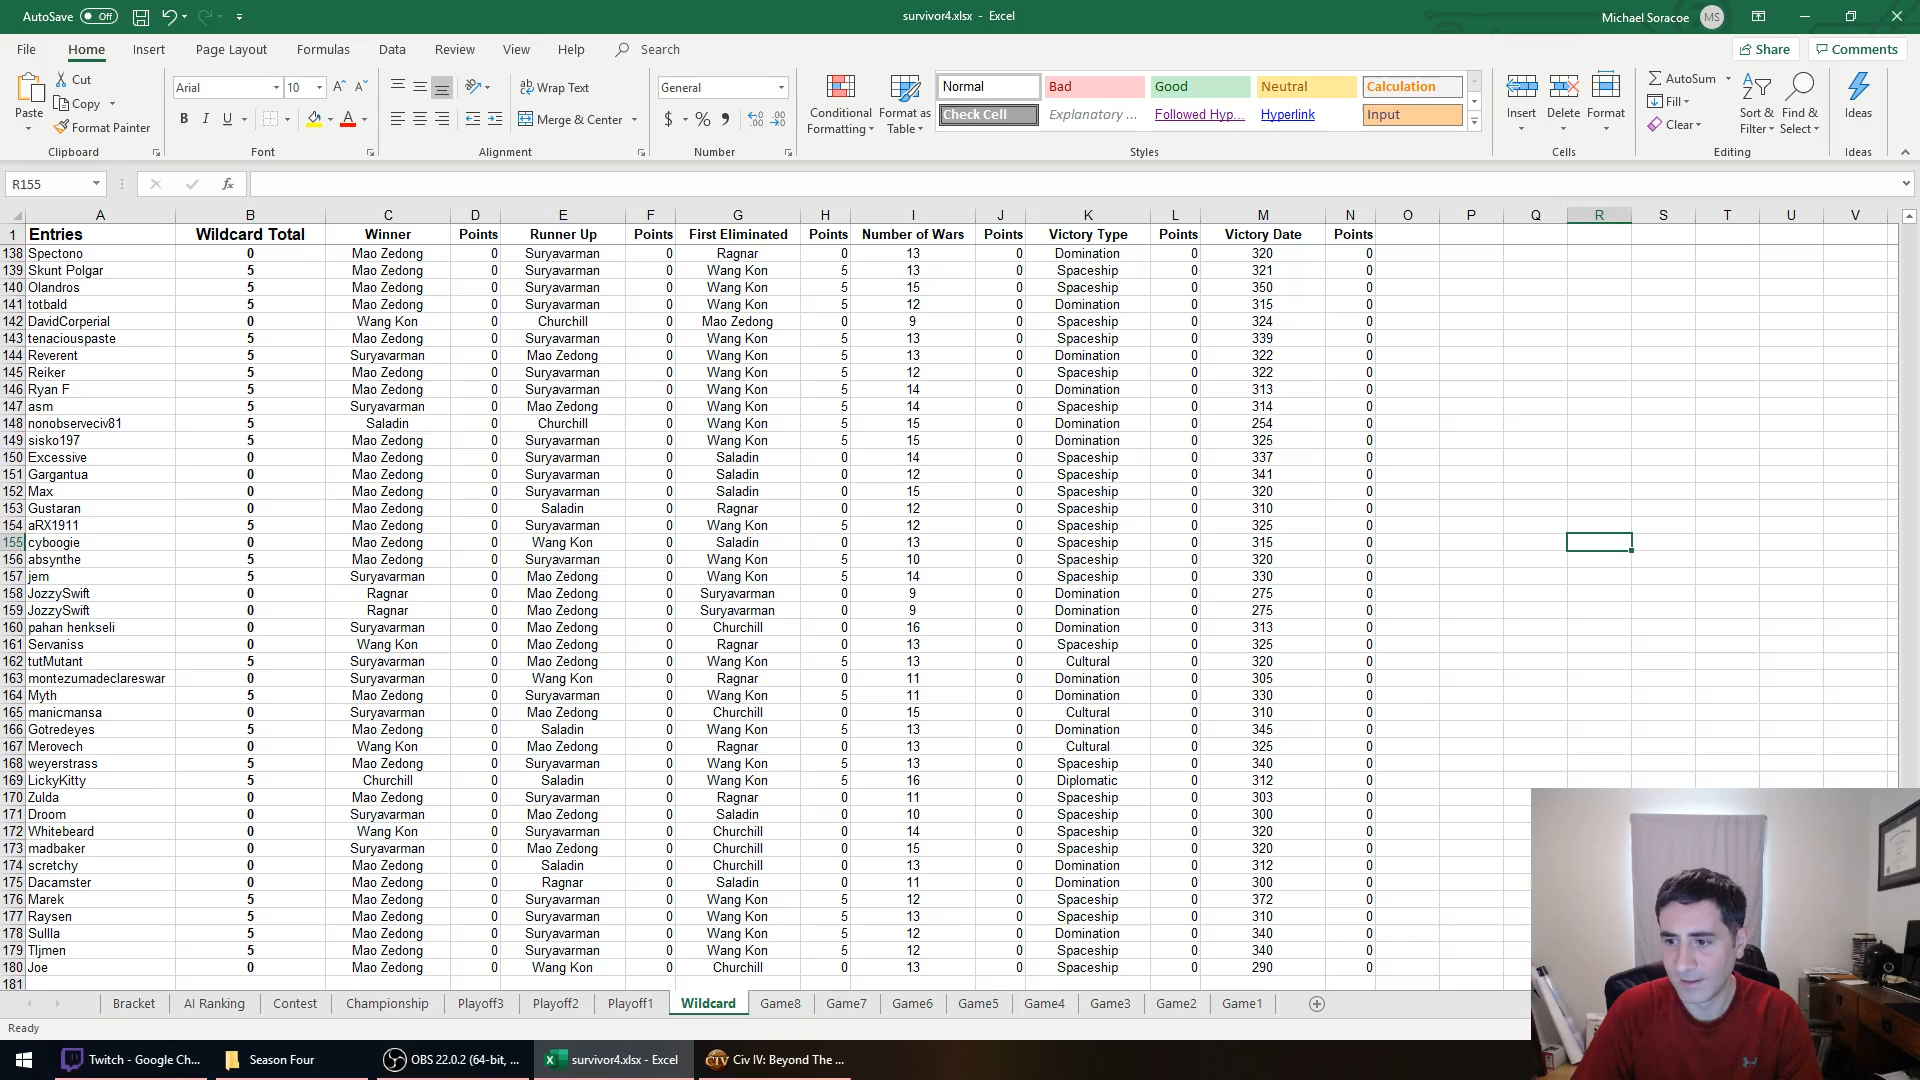 AutoSave Off survivor4.xlsx - Excel Michael Soracoe MS
File Home Insert Page Layout Formulas Data Review View Help Search Share Comments
Paste Cut Copy Format Painter Clipboard
Arial 10 B I U A Font
Wrap Text Merge & Center Alignment
General $ % Number
Conditional Formatting Format as Table
Normal Bad Good Neutral Calculation
Check Cell Explanatory ... Followed Hyp... Hyperlink Input
Styles
Insert Delete Format Cells
AutoSum Fill Clear Sort & Filter Find & Select Editing
Ideas Ideas
R155 fx
A B C D E F G H I J K L M N O P Q R S T U V
1 Entries Wildcard Total Winner Points Runner Up Points First Eliminated Points Number of Wars Points Victory Type Points Victory Date Points
138 Spectono 0 Mao Zedong 0 Suryavarman 0 Ragnar 0 13 0 Domination 0 320 0
139 Skunt Polgar 5 Mao Zedong 0 Suryavarman 0 Wang Kon 5 13 0 Spaceship 0 321 0
140 Olandros 5 Mao Zedong 0 Suryavarman 0 Wang Kon 5 15 0 Spaceship 0 350 0
141 totbald 5 Mao Zedong 0 Suryavarman 0 Wang Kon 5 12 0 Domination 0 315 0
142 DavidCorperial 0 Wang Kon 0 Churchill 0 Mao Zedong 0 9 0 Spaceship 0 324 0
143 tenaciouspaste 5 Mao Zedong 0 Suryavarman 0 Wang Kon 5 13 0 Spaceship 0 339 0
144 Reverent 5 Suryavarman 0 Mao Zedong 0 Wang Kon 5 13 0 Domination 0 322 0
145 Reiker 5 Mao Zedong 0 Suryavarman 0 Wang Kon 5 12 0 Spaceship 0 322 0
146 Ryan F 5 Mao Zedong 0 Suryavarman 0 Wang Kon 5 14 0 Domination 0 313 0
147 asm 5 Suryavarman 0 Mao Zedong 0 Wang Kon 5 14 0 Spaceship 0 314 0
148 nonobserveciv81 5 Saladin 0 Churchill 0 Wang Kon 5 15 0 Domination 0 254 0
149 sisko197 5 Mao Zedong 0 Suryavarman 0 Wang Kon 5 15 0 Domination 0 325 0
150 Excessive 0 Mao Zedong 0 Suryavarman 0 Saladin 0 14 0 Spaceship 0 337 0
151 Gargantua 0 Mao Zedong 0 Suryavarman 0 Saladin 0 12 0 Spaceship 0 341 0
152 Max 0 Mao Zedong 0 Suryavarman 0 Saladin 0 15 0 Spaceship 0 320 0
153 Gustaran 0 Mao Zedong 0 Saladin 0 Ragnar 0 12 0 Spaceship 0 310 0
154 aRX1911 5 Mao Zedong 0 Suryavarman 0 Wang Kon 5 12 0 Spaceship 0 325 0
155 cyboogie 0 Mao Zedong 0 Wang Kon 0 Saladin 0 13 0 Spaceship 0 315 0
156 absynthe 5 Mao Zedong 0 Suryavarman 0 Wang Kon 5 10 0 Spaceship 0 320 0
157 jem 5 Suryavarman 0 Mao Zedong 0 Wang Kon 5 14 0 Spaceship 0 330 0
158 JozzySwift 0 Ragnar 0 Mao Zedong 0 Suryavarman 0 9 0 Domination 0 275 0
159 JozzySwift 0 Ragnar 0 Mao Zedong 0 Suryavarman 0 9 0 Domination 0 275 0
160 pahan henkseli 0 Suryavarman 0 Mao Zedong 0 Churchill 0 16 0 Domination 0 313 0
161 Servaniss 0 Wang Kon 0 Mao Zedong 0 Ragnar 0 13 0 Spaceship 0 325 0
162 tutMutant 5 Suryavarman 0 Mao Zedong 0 Wang Kon 5 13 0 Cultural 0 320 0
163 montezumadeclareswar 0 Suryavarman 0 Wang Kon 0 Ragnar 0 11 0 Domination 0 305 0
164 Myth 5 Mao Zedong 0 Suryavarman 0 Wang Kon 5 11 0 Domination 0 330 0
165 manicmansa 0 Suryavarman 0 Mao Zedong 0 Churchill 0 15 0 Cultural 0 310 0
166 Gotredeyes 5 Mao Zedong 0 Saladin 0 Wang Kon 5 13 0 Domination 0 345 0
167 Merovech 0 Wang Kon 0 Mao Zedong 0 Ragnar 0 13 0 Cultural 0 325 0
168 weyerstrass 5 Mao Zedong 0 Suryavarman 0 Wang Kon 5 13 0 Spaceship 0 340 0
169 LickyKitty 5 Churchill 0 Saladin 0 Wang Kon 5 16 0 Diplomatic 0 312 0
170 Zulda 0 Mao Zedong 0 Suryavarman 0 Ragnar 0 11 0 Spaceship 0 303 0
171 Droom 0 Suryavarman 0 Mao Zedong 0 Saladin 0 10 0 Spaceship 0 300 0
172 Whitebeard 0 Wang Kon 0 Suryavarman 0 Churchill 0 14 0 Spaceship 0 320 0
173 madbaker 0 Suryavarman 0 Mao Zedong 0 Churchill 0 15 0 Spaceship 0 320 0
174 scretchy 0 Mao Zedong 0 Saladin 0 Churchill 0 13 0 Domination 0 312 0
175 Dacamster 0 Mao Zedong 0 Ragnar 0 Saladin 0 11 0 Domination 0 300 0
176 Marek 5 Mao Zedong 0 Suryavarman 0 Wang Kon 5 12 0 Spaceship 0 372 0
177 Raysen 5 Mao Zedong 0 Suryavarman 0 Wang Kon 5 13 0 Spaceship 0 310 0
178 Sullla 5 Mao Zedong 0 Suryavarman 0 Wang Kon 5 12 0 Domination 0 340 0
179 Tljmen 5 Mao Zedong 0 Suryavarman 0 Wang Kon 5 12 0 Spaceship 0 340 0
180 Joe 0 Mao Zedong 0 Wang Kon 0 Churchill 0 13 0 Spaceship 0 290 0
181
Bracket AI Ranking Contest Championship Playoff3 Playoff2 Playoff1 Wildcard Game8 Game7 Game6 Game5 Game4 Game3 Game2 Game1
Ready
Twitch - Google Ch... Season Four OBS 22.0.2 (64-bit, ... survivor4.xlsx - Excel Civ IV: Beyond The ...